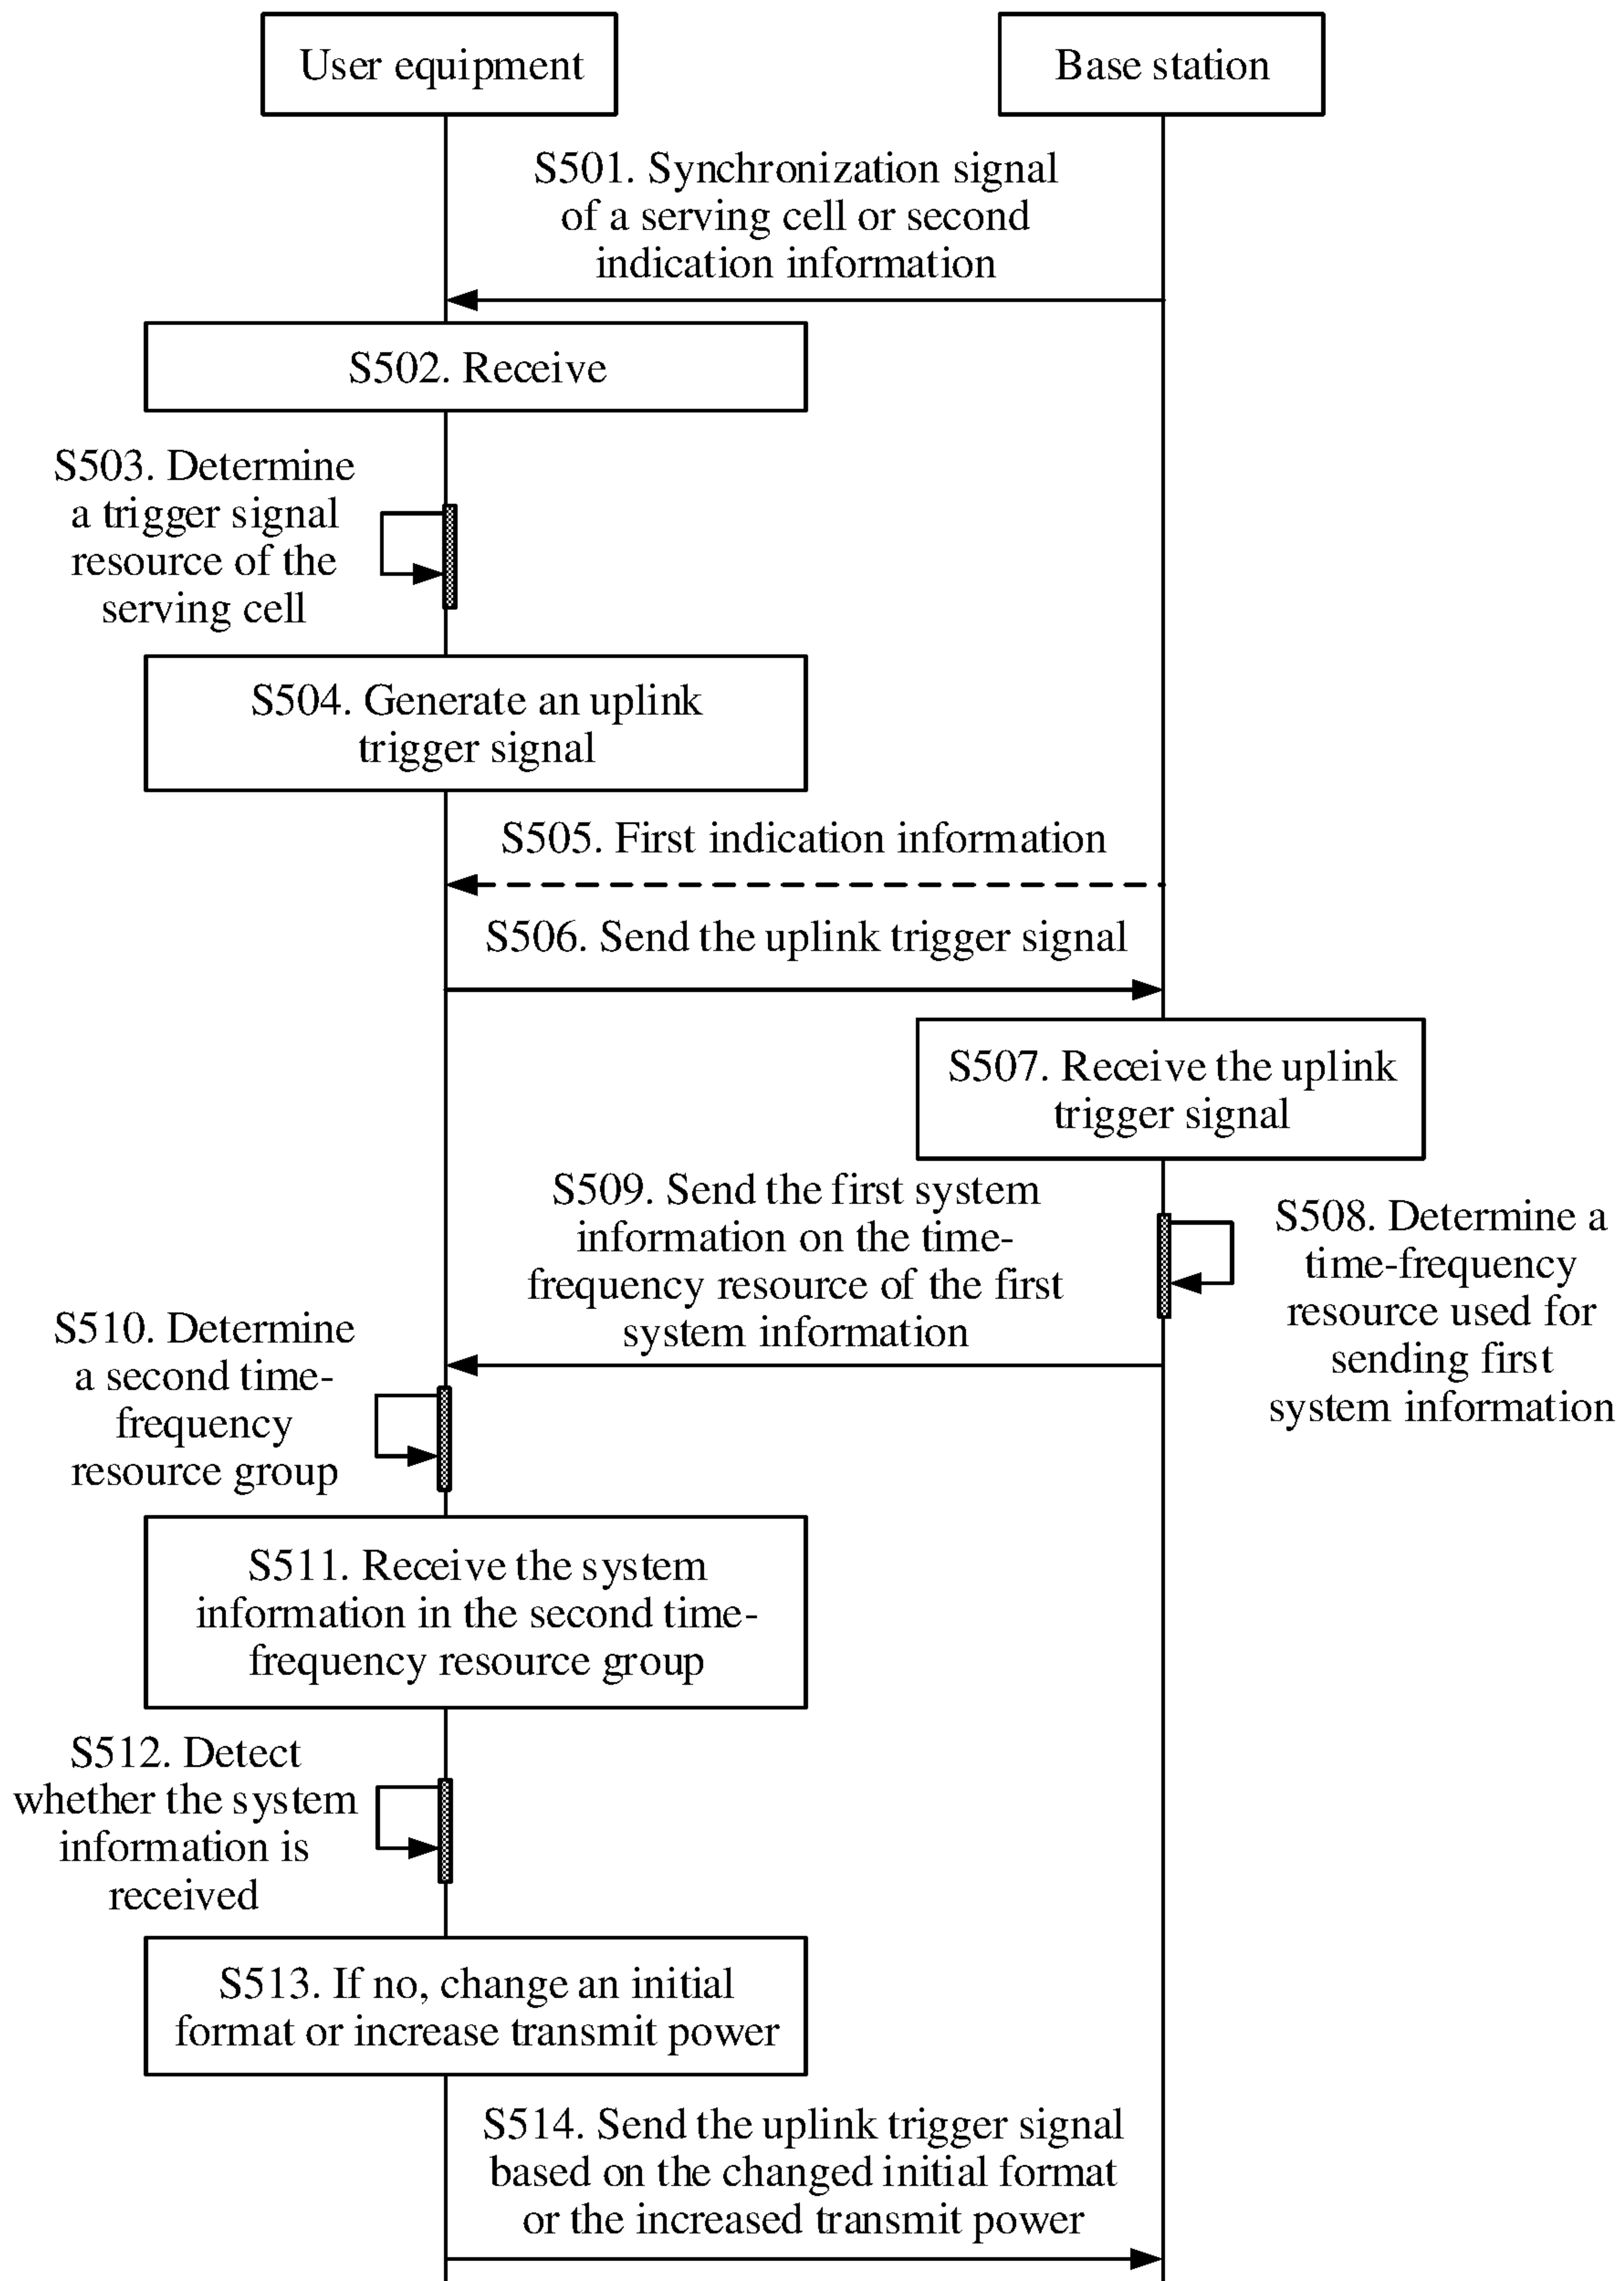 User equipment
Base station
S501. Synchronization signal
of a serving cell or second
indication information
S502. Receive
S503. Determine
a trigger signal
resource of the
serving cell
S504. Generate an uplink
trigger signal
S505. First indication information
S506. Send the uplink trigger signal
S507. Receive the uplink
trigger signal
S508. Determine a
time-frequency
resource used for
sending first
system information
S509. Send the first system
information on the time-
frequency resource of the first
system information
S510. Determine
a second time-
frequency
resource group
S511. Receive the system
information in the second time-
frequency resource group
S512. Detect
whether the system
information is
received
S513. If no, change an initial
format or increase transmit power
S514. Send the uplink trigger signal
based on the changed initial format
or the increased transmit power